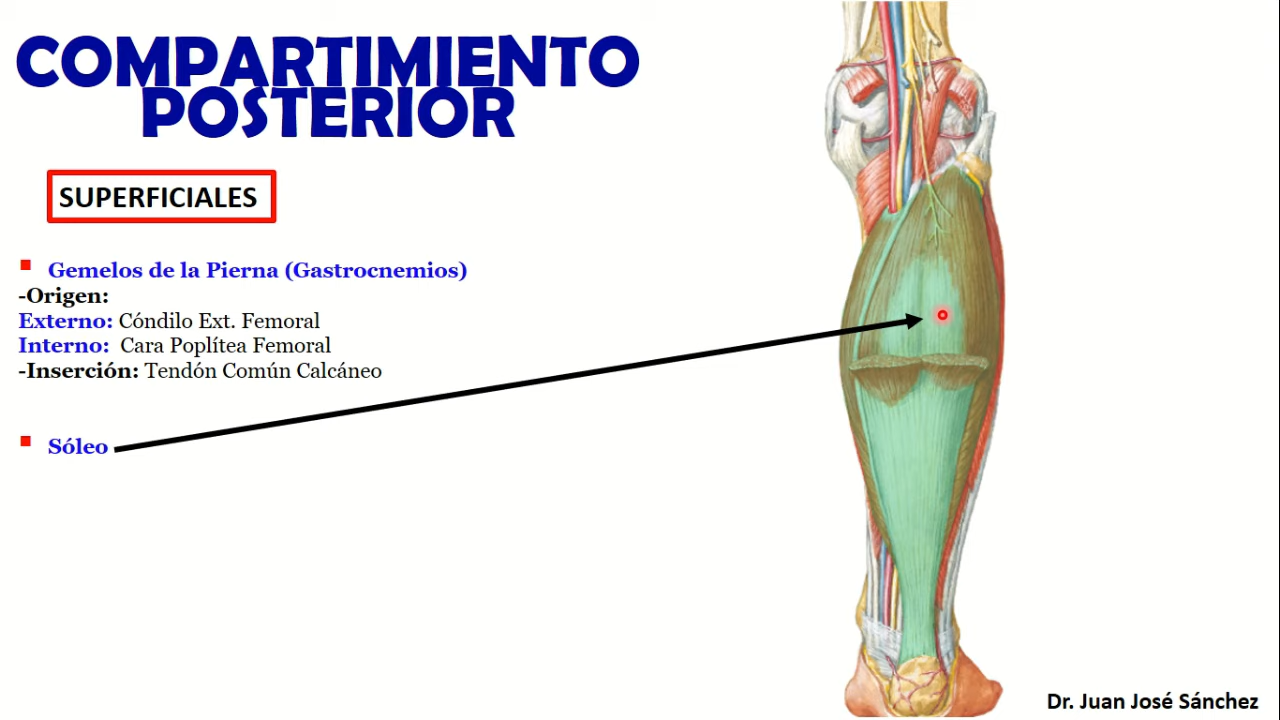 COMPARTIMIENTO
POSTERIOR
SUPERFICIALES
Gemelos de la Pierna (Gastrocnemios)
-Origen:
Externo: Cóndilo Ext. Femoral
Interno: Cara Poplítea Femoral
-Inserción: Tendón Común Calcáneo
Sóleo
Dr. Juan José Sánchez